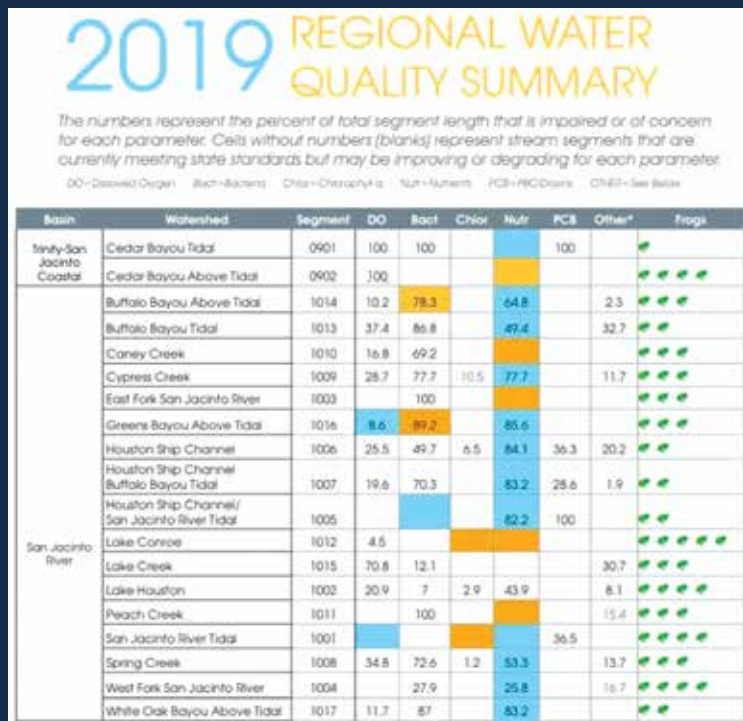 2019 REGIONAL WATER
QUALITY SUMMARY
The numbers represent the percent of total segment length that is impaired or of concern
for each parameter. Cells without numbers (blanks) represent stream segments that are
currently meeting state standards but may be improving or degrading for each parameter.
DO=Dissolved Oxygen Bact=Bacteria Chlor=Chlorophyll a Nutr=Nutrients OTHER=See Below
Basin Watershed Segment DO Bact Chlor Nutr PCB Other* Frogs
Trinity-San
Jacinto
Coastal
Cedar Bayou Tidal 0901 100 100 100
Cedar Bayou Above Tidal 0902 100
San Jacinto
River
Buffalo Bayou Above Tidal 1014 10.2 78.3 64.8 2.3
Buffalo Bayou Tidal 1013 37.4 86.8 49.4 32.7
Caney Creek 1010 16.8 69.2
Cypress Creek 1009 28.7 77.7 10.5 77.7 11.7
East Fork San Jacinto River 1003 100
Greens Bayou Above Tidal 1016 8.6 89.2 85.6
Houston Ship Channel 1006 25.5 49.7 6.5 84.1 36.3 20.2
Houston Ship Channel
Buffalo Bayou Tidal 1007 19.6 70.3 83.2 28.6 1.9
Houston Ship Channel/
San Jacinto River Tidal 1005 82.2 100
Lake Conroe 1012 4.5
Lake Creek 1015 70.8 12.1 30.7
Lake Houston 1002 20.9 7 2.9 43.9 8.1
Peach Creek 1011 100 15.4
San Jacinto River Tidal 1001 36.5
Spring Creek 1008 34.8 72.6 1.2 53.3 13.7
West Fork San Jacinto River 1004 27.9 25.8 16.7
White Oak Bayou Above Tidal 1017 11.7 87 83.2